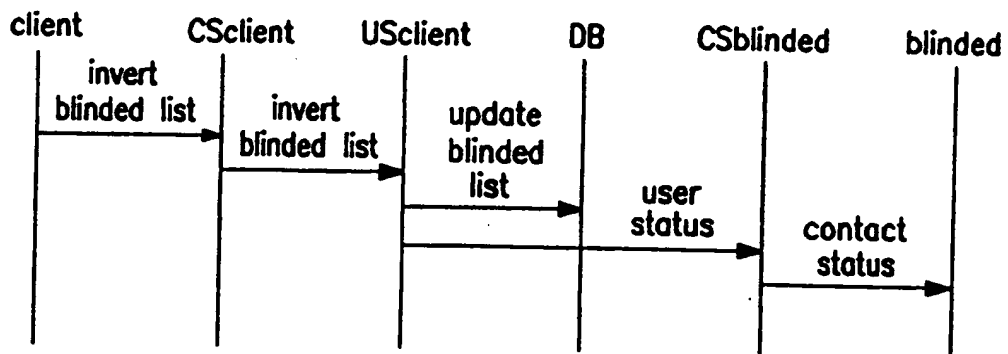 client CSclient USclient DB CSblinded blinded
invert
blinded list
invert
blinded list
update
blinded
list
user
status
contact
status